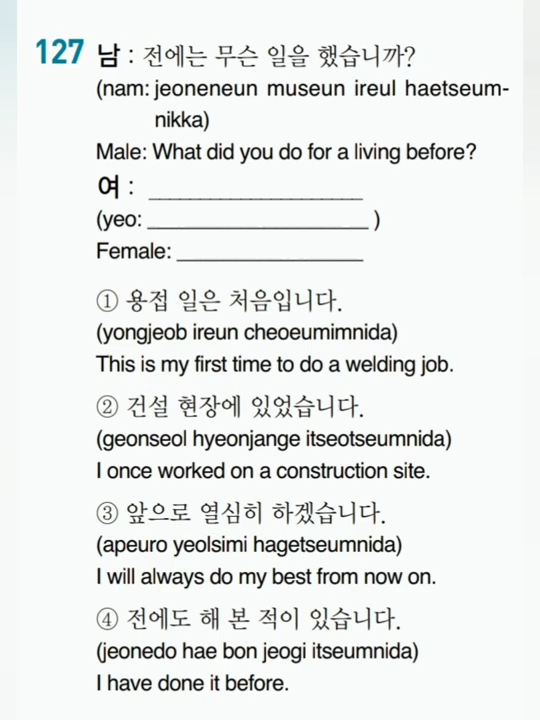 127 남 : 전에는 무슨 일을 했습니까?
(nam: jeoneneun museun ireul haetseum-
nikka)
Male: What did you do for a living before?
여 : ____________________
(yeo: ____________________ )
Female: _________________
① 용접 일은 처음입니다.
(yongjeob ireun cheoeumimnida)
This is my first time to do a welding job.
② 건설 현장에 있었습니다.
(geonseol hyeonjange itseotseumnida)
I once worked on a construction site.
③ 앞으로 열심히 하겠습니다.
(apeuro yeolsimi hagetseumnida)
I will always do my best from now on.
④ 전에도 해 본 적이 있습니다.
(jeonedo hae bon jeogi itseumnida)
I have done it before.